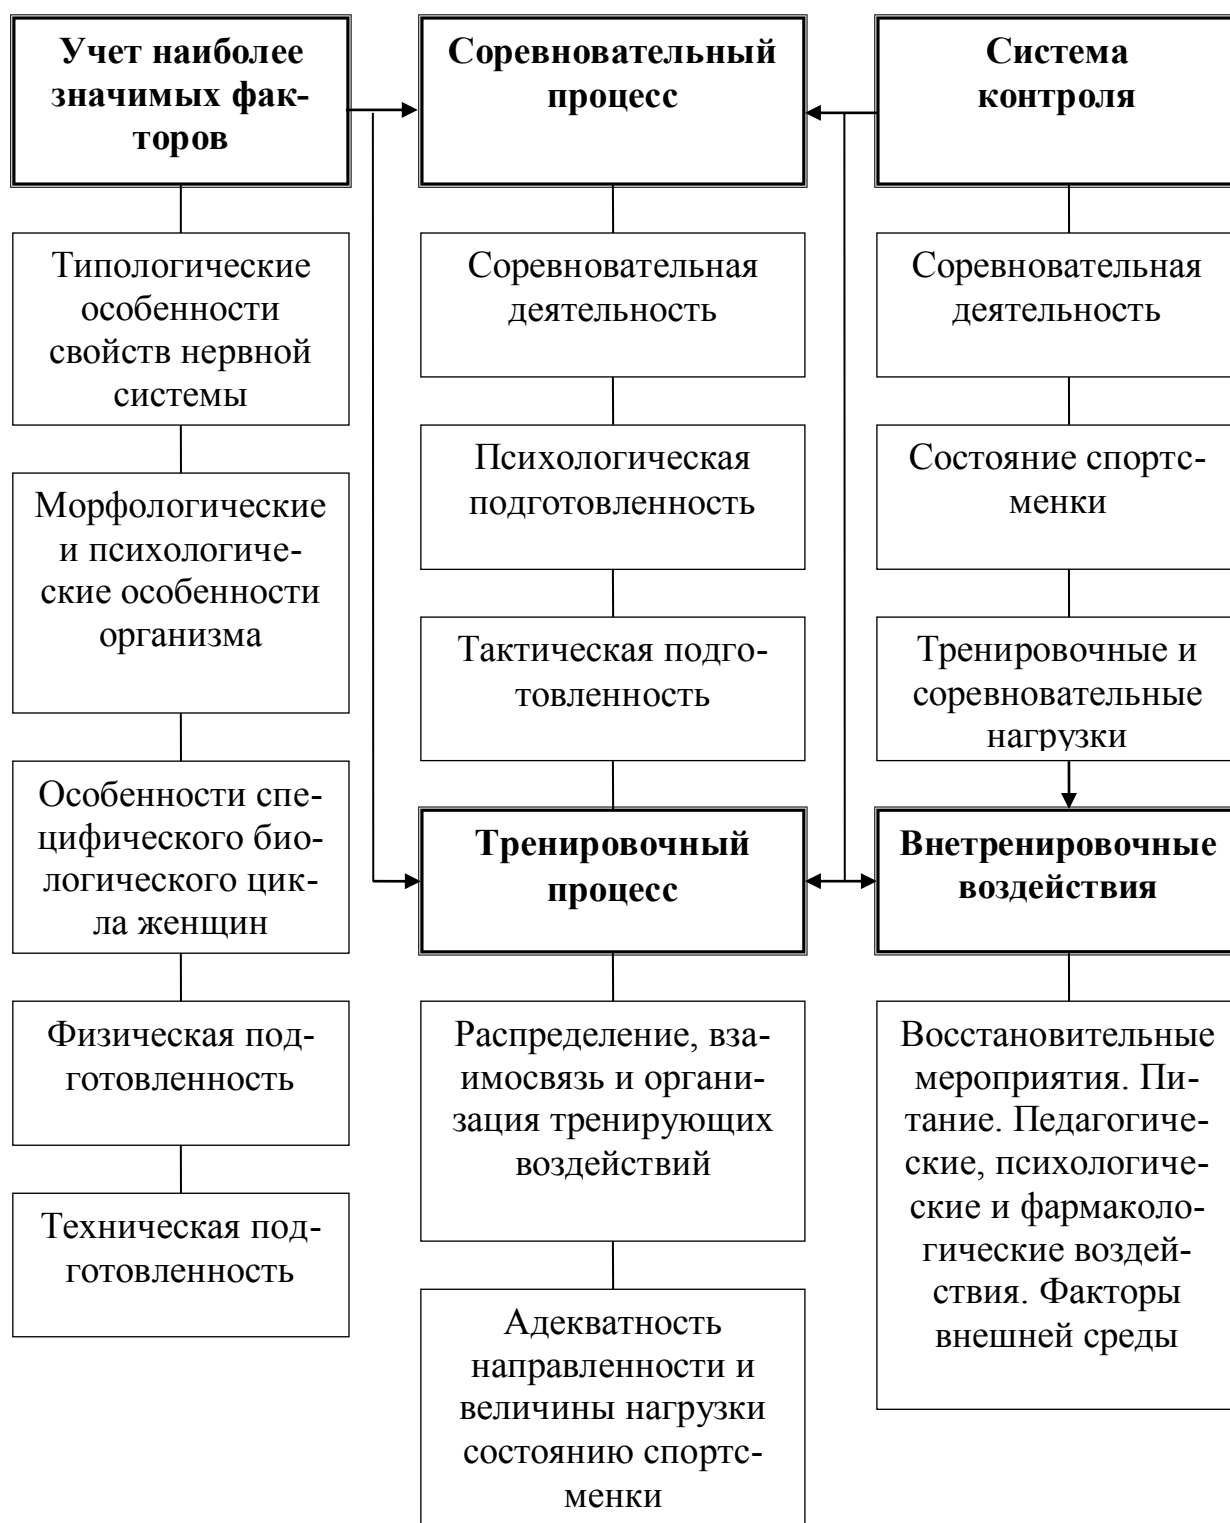 Учет наиболее
значимых фак-
торов
Типологические
особенности
свойств нервной
системы
Морфологические
и психологиче-
ские особенности
организма
Особенности спе-
цифического био-
логического цик-
ла женщин
Физическая под-
готовленность
Техническая под-
готовленность
Соревновательный
процесс
Соревновательная
деятельность
Психологическая
подготовленность
Тактическая подго-
товленность
Тренировочный
процесс
Распределение, вза-
имосвязь и органи-
зация тренирующих
воздействий
Адекватность
направленности и
величины нагрузки
состоянию спортс-
менки
Система
контроля
Соревновательная
деятельность
Состояние спортс-
менки
Тренировочные и
соревновательные
нагрузки
Внетренировочные
воздействия
Восстановительные
мероприятия. Пи-
тание. Педагогиче-
ские, психологиче-
ские и фармаколо-
гические воздей-
ствия. Факторы
внешней среды